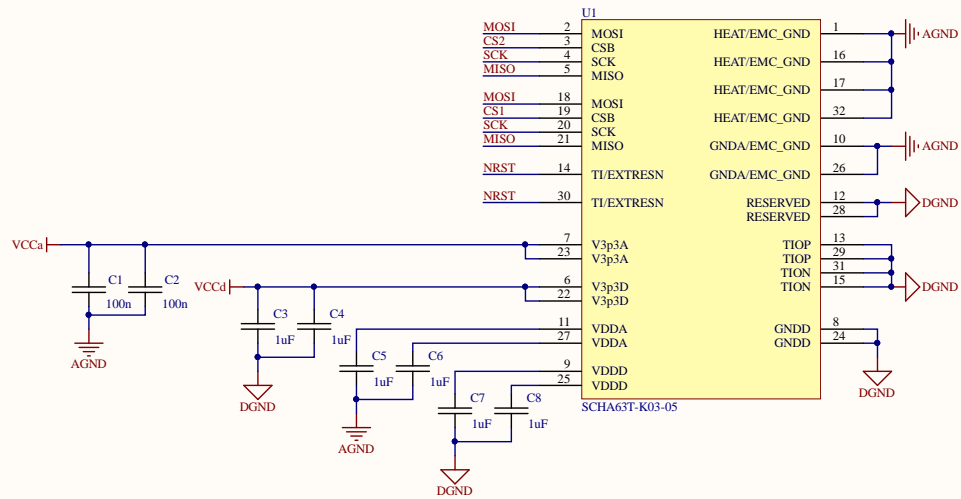 U1
MOSI 2 MOSI HEAT/EMC_GND 1 AGND
CS2 3 CSB
SCK 4 SCK HEAT/EMC_GND 16
MISO 5 MISO
HEAT/EMC_GND 17
MOSI 18 MOSI
CS1 19 CSB HEAT/EMC_GND 32
SCK 20 SCK
MISO 21 MISO GNDA/EMC_GND 10 AGND
NRST 14 TI/EXTRESN GNDA/EMC_GND 26
NRST 30 TI/EXTRESN RESERVED 12 DGND
RESERVED 28
VCCa 7 V3p3A TIOP 13
23 V3p3A TIOP 29
TION 31
C1 C2
VCCd 6 V3p3D TION 15 DGND
100n 100n
22 V3p3D
C3 C4
11 VDDA GNDD 8
1uF 1uF
27 VDDA GNDD 24
C5 C6
AGND
9 VDDD
1uF 1uF
25 VDDD
DGND
DGND
C7 C8
SCHA63T-K03-05
1uF 1uF
AGND
DGND